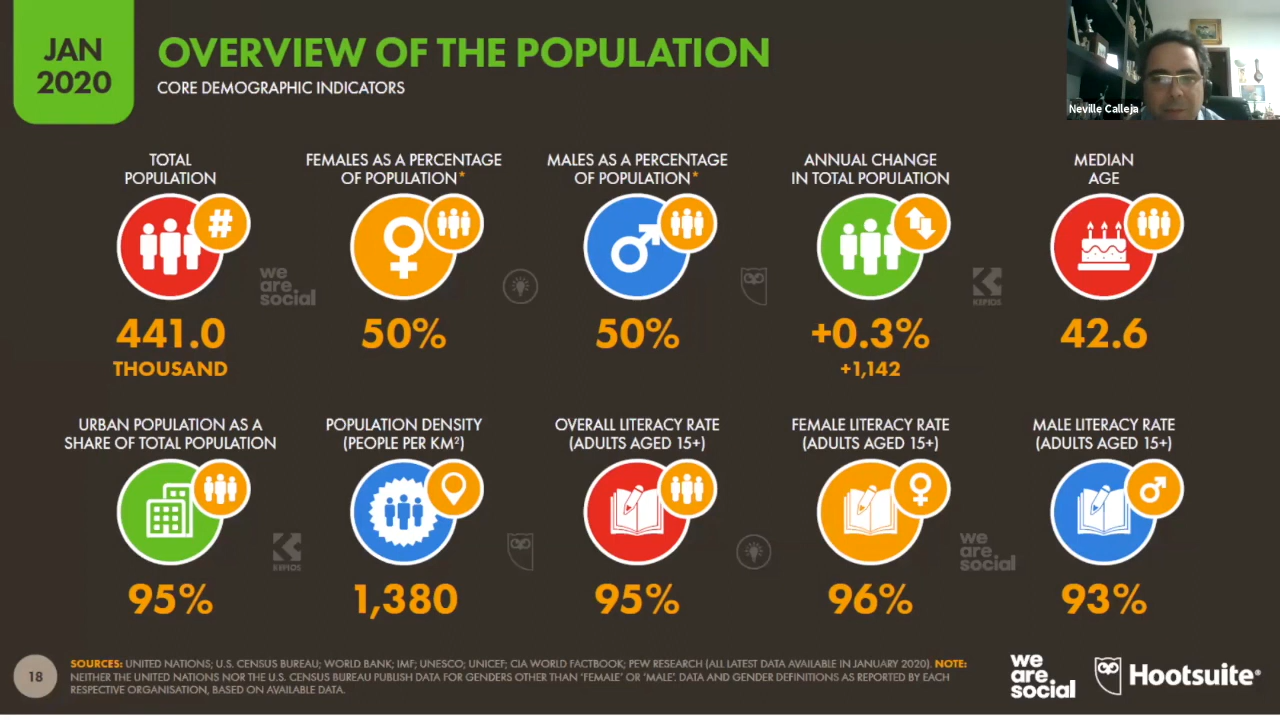 JAN
2020
OVERVIEW OF THE POPULATION
CORE DEMOGRAPHIC INDICATORS
Neville Calleja
TOTAL
POPULATION
#
441.0
THOUSAND
FEMALES AS A PERCENTAGE
OF POPULATION*
50%
MALES AS A PERCENTAGE
OF POPULATION*
50%
ANNUAL CHANGE
IN TOTAL POPULATION
+0.3%
+1,142
MEDIAN
AGE
42.6
we
are
social
KEPIOS
URBAN POPULATION AS A
SHARE OF TOTAL POPULATION
95%
POPULATION DENSITY
(PEOPLE PER KM²)
1,380
OVERALL LITERACY RATE
(ADULTS AGED 15+)
95%
FEMALE LITERACY RATE
(ADULTS AGED 15+)
96%
MALE LITERACY RATE
(ADULTS AGED 15+)
93%
KEPIOS
we
are
social
18
SOURCES: UNITED NATIONS; U.S. CENSUS BUREAU; WORLD BANK; IMF; UNESCO; UNICEF; CIA WORLD FACTBOOK; PEW RESEARCH (ALL LATEST DATA AVAILABLE IN JANUARY 2020). NOTE:
NEITHER THE UNITED NATIONS NOR THE U.S. CENSUS BUREAU PUBLISH DATA FOR GENDERS OTHER THAN 'FEMALE' OR 'MALE'. DATA AND GENDER DEFINITIONS AS REPORTED BY EACH
RESPECTIVE ORGANISATION, BASED ON AVAILABLE DATA.
we
are
social
Hootsuite®